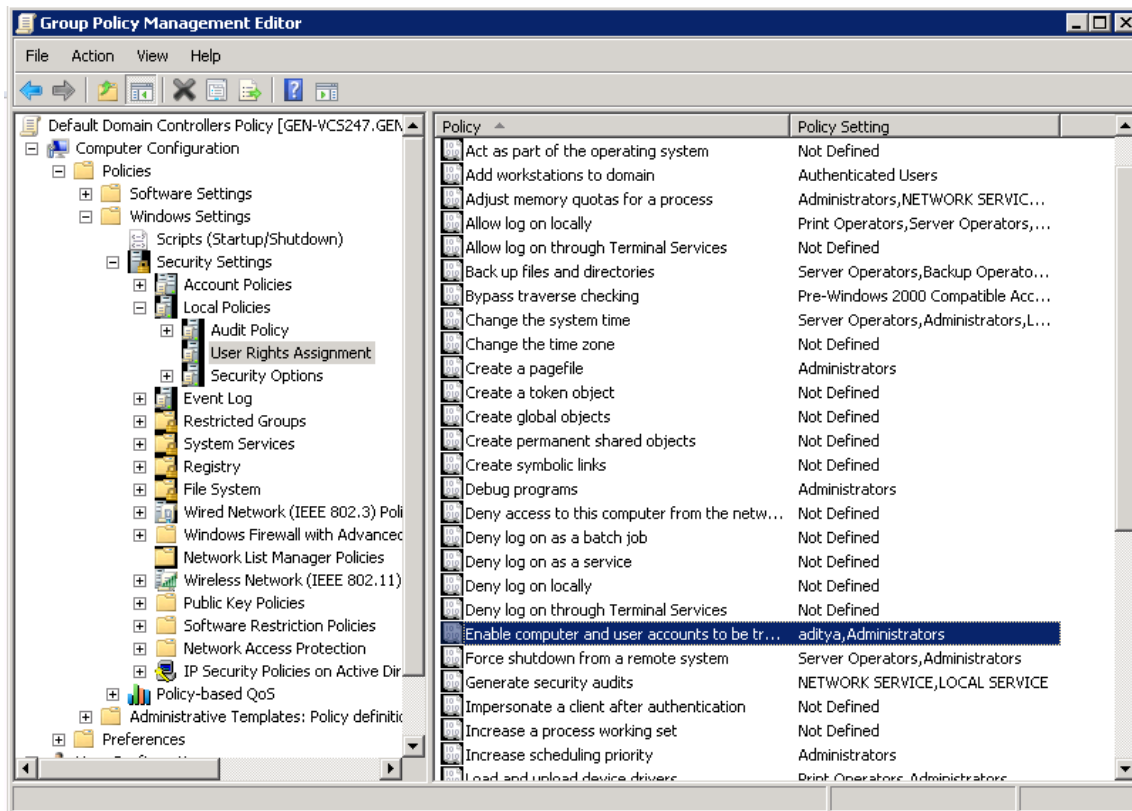 Group Policy Management Editor
File Action View Help
Default Domain Controllers Policy [GEN-VCS247.GEN
Computer Configuration
Policies
Software Settings
Windows Settings
Scripts (Startup/Shutdown)
Security Settings
Account Policies
Local Policies
Audit Policy
User Rights Assignment
Security Options
Event Log
Restricted Groups
System Services
Registry
File System
Wired Network (IEEE 802.3) Poli
Windows Firewall with Advanced
Network List Manager Policies
Wireless Network (IEEE 802.11)
Public Key Policies
Software Restriction Policies
Network Access Protection
IP Security Policies on Active Dir
Policy-based QoS
Administrative Templates: Policy definitio
Preferences
Policy Policy Setting
Act as part of the operating system Not Defined
Add workstations to domain Authenticated Users
Adjust memory quotas for a process Administrators,NETWORK SERVIC...
Allow log on locally Print Operators,Server Operators,...
Allow log on through Terminal Services Not Defined
Back up files and directories Server Operators,Backup Operato...
Bypass traverse checking Pre-Windows 2000 Compatible Acc...
Change the system time Server Operators,Administrators,L...
Change the time zone Not Defined
Create a pagefile Administrators
Create a token object Not Defined
Create global objects Not Defined
Create permanent shared objects Not Defined
Create symbolic links Not Defined
Debug programs Administrators
Deny access to this computer from the netw... Not Defined
Deny log on as a batch job Not Defined
Deny log on as a service Not Defined
Deny log on locally Not Defined
Deny log on through Terminal Services Not Defined
Enable computer and user accounts to be tr... aditya,Administrators
Force shutdown from a remote system Server Operators,Administrators
Generate security audits NETWORK SERVICE,LOCAL SERVICE
Impersonate a client after authentication Not Defined
Increase a process working set Not Defined
Increase scheduling priority Administrators
Load and unload device drivers Print Operators,Administrators